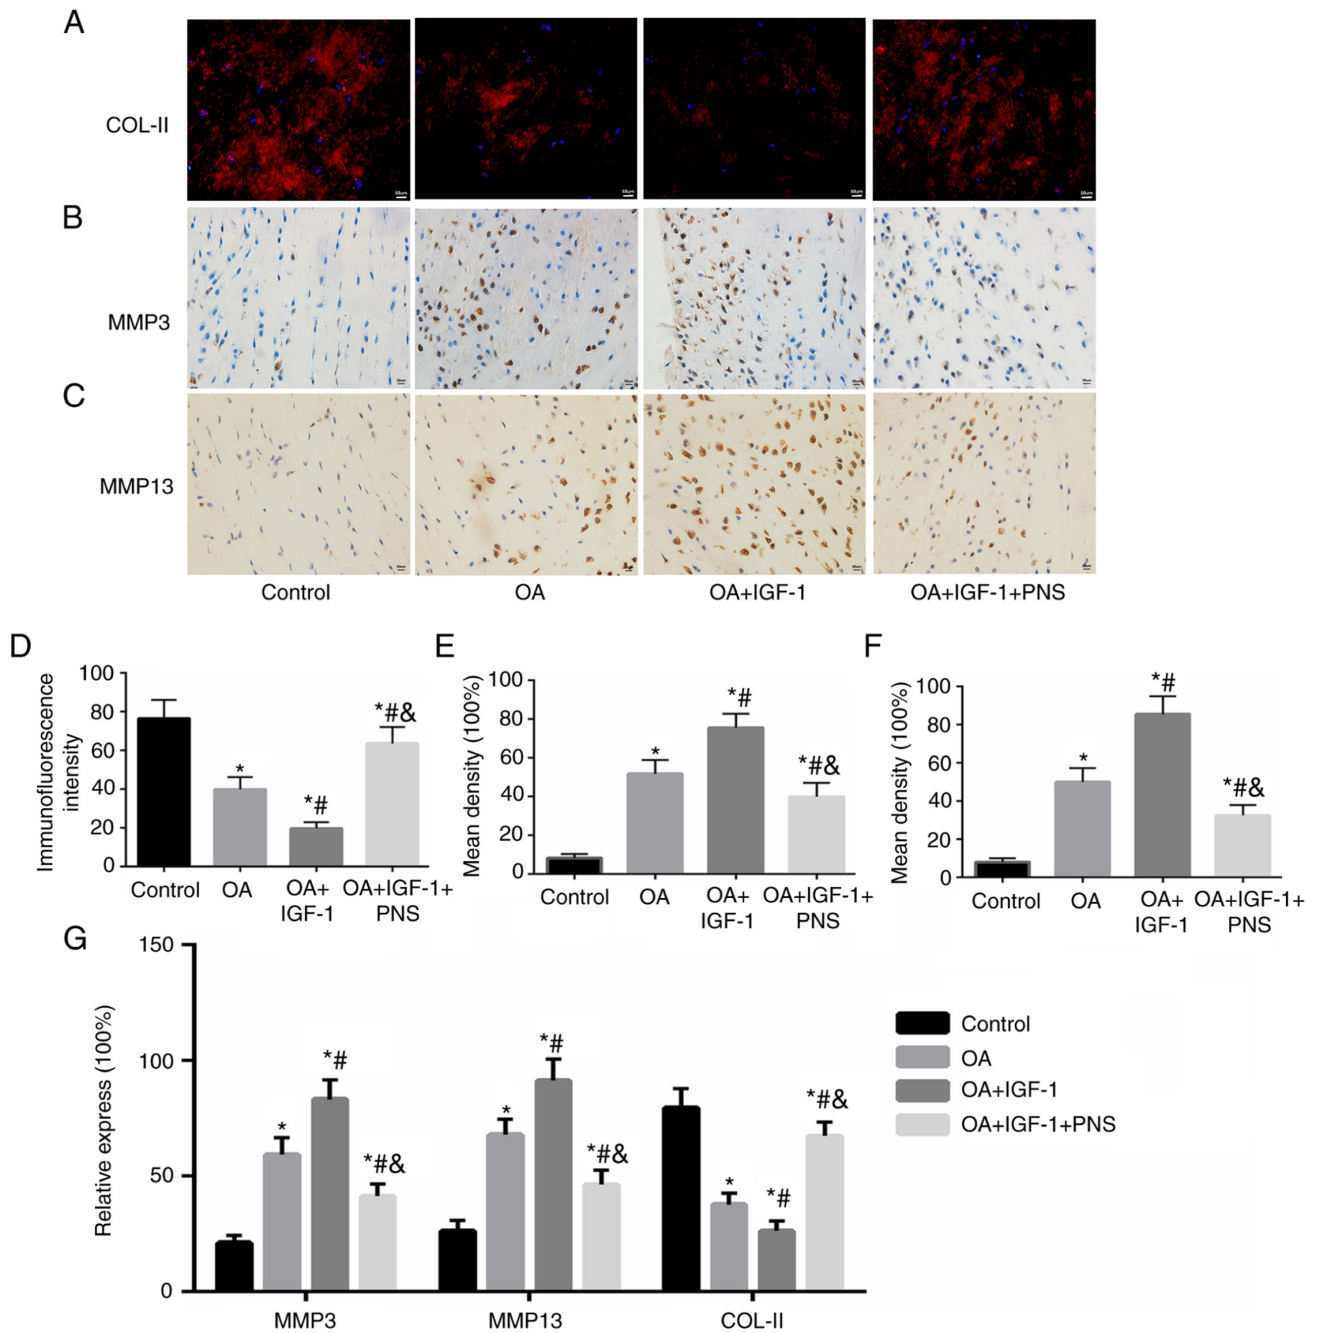 A
COL-II
50μm
50μm
50μm
50μm
B
MMP3
C
MMP13
Control
OA
OA+IGF-1
OA+IGF-1+PNS
D
Immunofluorescence
intensity
100
80
60
40
20
0
*
*#
*#&
Control
OA
OA+
IGF-1
OA+IGF-1+
PNS
E
Mean density (100%)
100
80
60
40
20
0
*
*#
*#&
Control
OA
OA+
IGF-1
OA+IGF-1+
PNS
F
Mean density (100%)
100
80
60
40
20
0
*
*#
*#&
Control
OA
OA+
IGF-1
OA+IGF-1+
PNS
G
Relative express (100%)
150
100
50
0
*
*#
*#&
*
*#
*#&
*
*#
*#&
MMP3
MMP13
COL-II
Control
OA
OA+IGF-1
OA+IGF-1+PNS